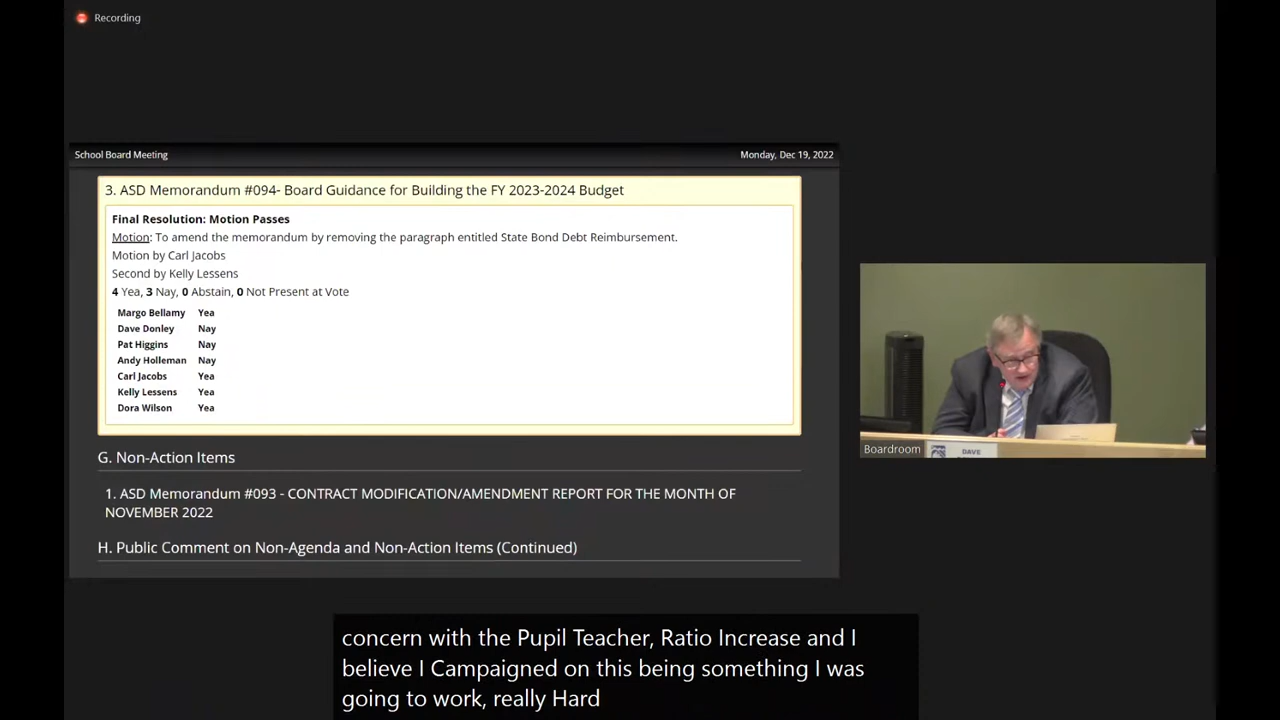 Recording
School Board Meeting
Monday, Dec 19, 2022
3. ASD Memorandum #094- Board Guidance for Building the FY 2023-2024 Budget
Final Resolution: Motion Passes
Motion: To amend the memorandum by removing the paragraph entitled State Bond Debt Reimbursement.
Motion by Carl Jacobs
Second by Kelly Lessens
4 Yea, 3 Nay, 0 Abstain, 0 Not Present at Vote
Margo Bellamy Yea
Dave Donley Nay
Pat Higgins Nay
Andy Holleman Nay
Carl Jacobs Yea
Kelly Lessens Yea
Dora Wilson Yea
G. Non-Action Items
1. ASD Memorandum #093 - CONTRACT MODIFICATION/AMENDMENT REPORT FOR THE MONTH OF
NOVEMBER 2022
H. Public Comment on Non-Agenda and Non-Action Items (Continued)
Boardroom
DAVE
concern with the Pupil Teacher, Ratio Increase and I
believe I Campaigned on this being something I was
going to work, really Hard